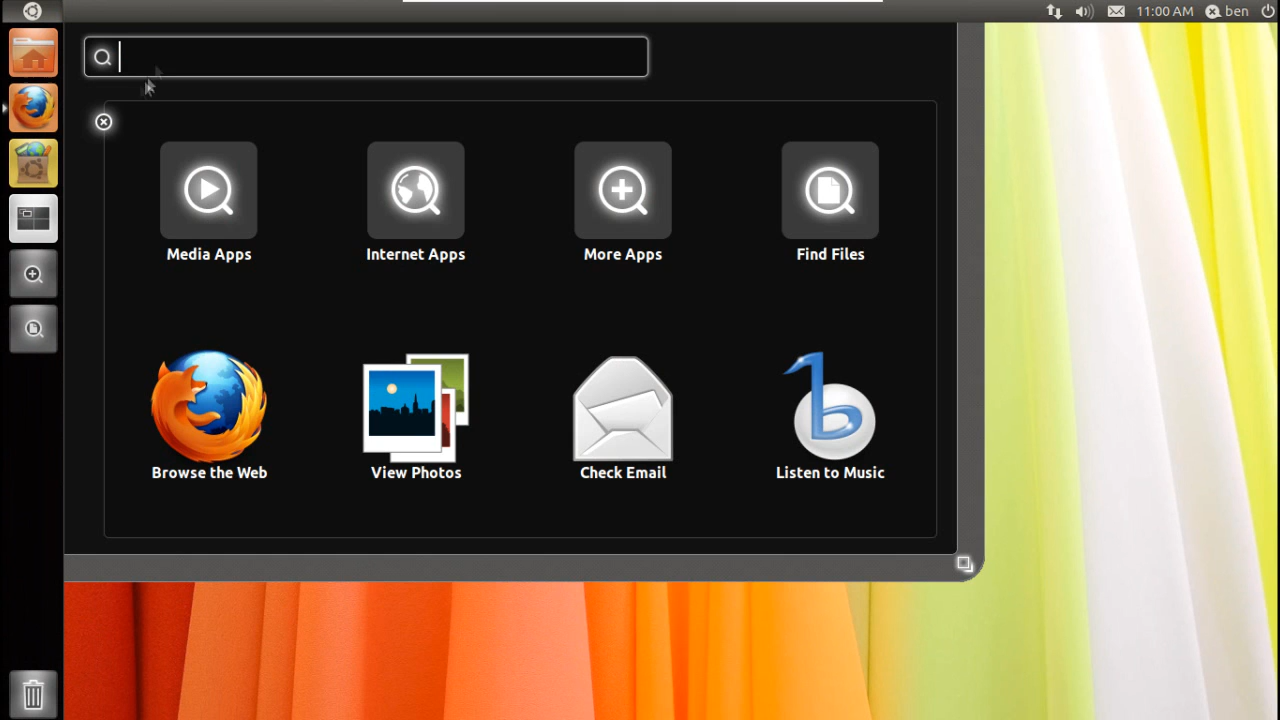 11:00 AM ben
Media Apps Internet Apps More Apps Find Files
Browse the Web View Photos Check Email Listen to Music